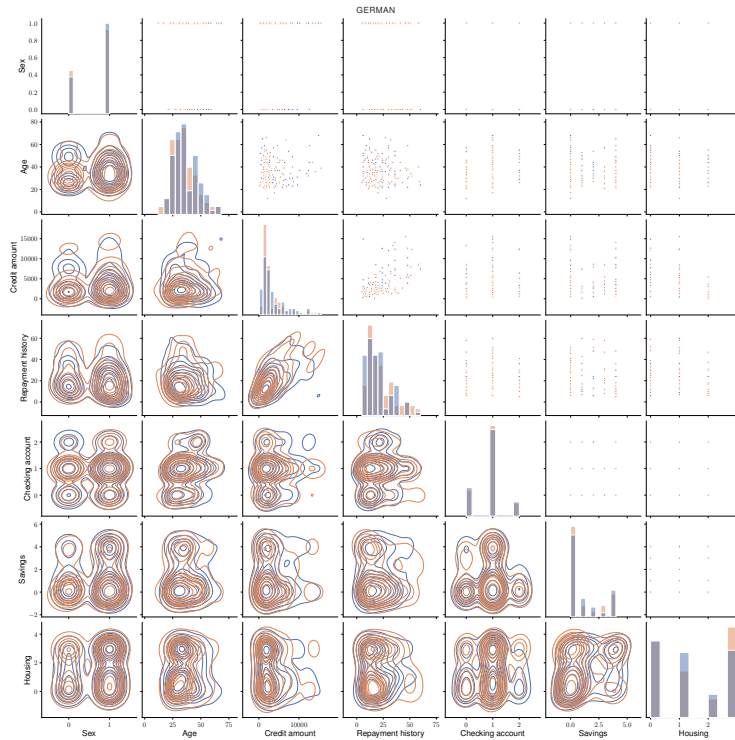 GERMAN
1.0
0.8
0.6
0.4
0.2
0.0
Sex
80
60
40
20
0
Age
15000
10000
5000
0
Credit amount
60
40
20
0
Repayment history
2
1
0
Checking account
6
4
2
0
−2
Savings
4
2
0
Housing
0 1
0 25 50 75
0 10000
0 25 50 75
0 1 2
0.0 2.5 5.0
0 1 2
Sex Age Credit amount Repayment history Checking account Savings Housing